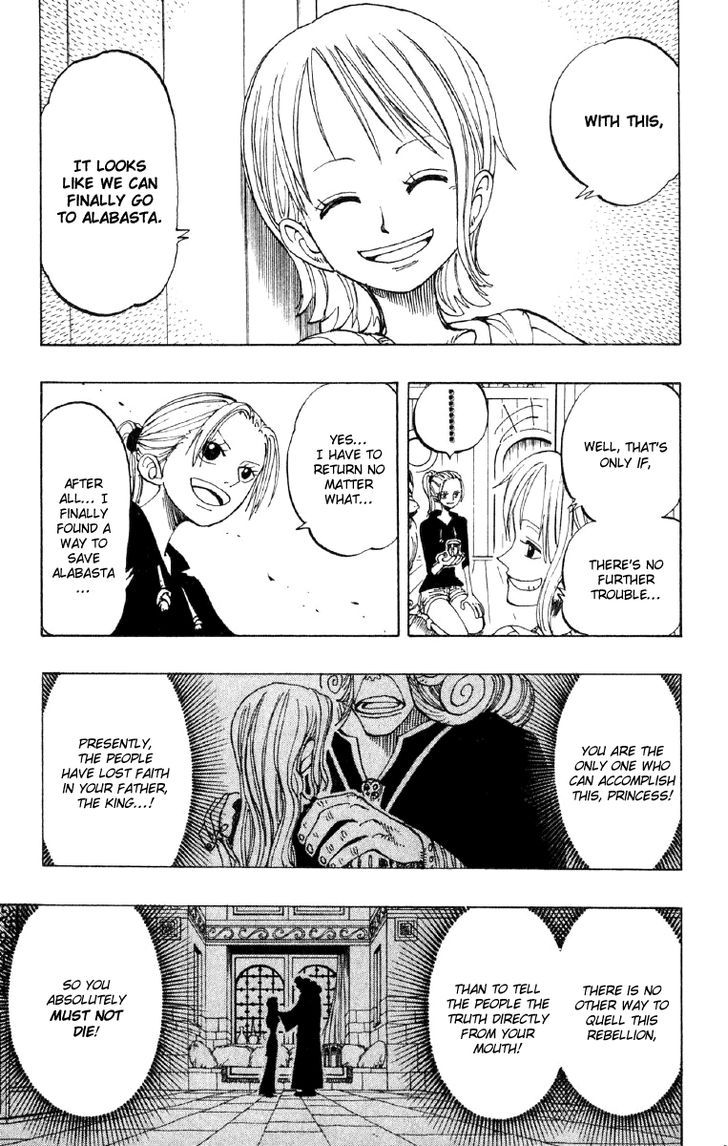 WITH THIS,
IT LOOKS
LIKE WE CAN
FINALLY GO
TO ALABASTA.
WELL, THAT'S
ONLY IF,
THERE'S NO
FURTHER
TROUBLE...
.........
YES...
I HAVE TO
RETURN NO
MATTER
WHAT...
AFTER
ALL... I
FINALLY
FOUND A
WAY TO
SAVE
ALABASTA
...
YOU ARE THE
ONLY ONE WHO
CAN ACCOMPLISH
THIS, PRINCESS!
PRESENTLY,
THE PEOPLE
HAVE LOST FAITH
IN YOUR FATHER,
THE KING...!
THERE IS NO
OTHER WAY TO
QUELL THIS
REBELLION,
THAN TO TELL
THE PEOPLE THE
TRUTH DIRECTLY
FROM YOUR
MOUTH!
SO YOU
ABSOLUTELY
MUST NOT
DIE!